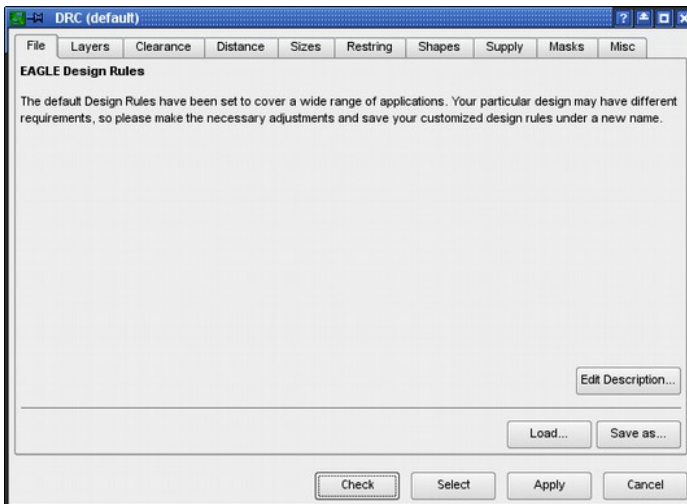 DRC (default)
File Layers Clearance Distance Sizes Restring Shapes Supply Masks Misc
EAGLE Design Rules
The default Design Rules have been set to cover a wide range of applications. Your particular design may have different
requirements, so please make the necessary adjustments and save your customized design rules under a new name.
Edit Description...
Load... Save as...
Check Select Apply Cancel